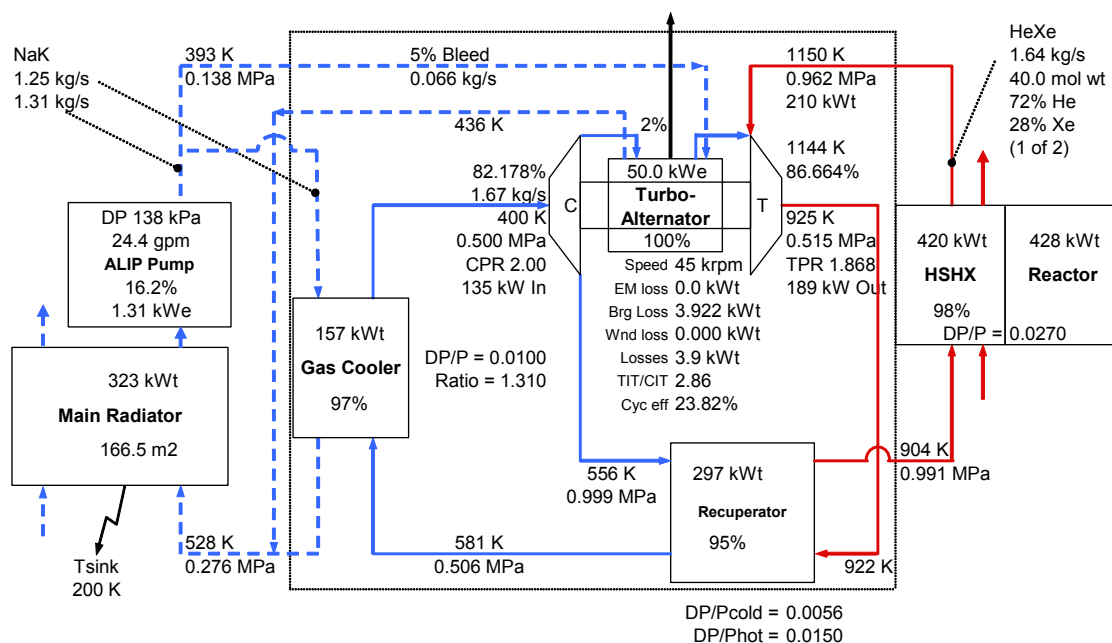 NaK
1.25 kg/s
1.31 kg/s
393 K
0.138 MPa
5% Bleed
0.066 kg/s
436 K
2%
1150 K
0.962 MPa
210 kWt
HeXe
1.64 kg/s
40.0 mol wt
72% He
28% Xe
(1 of 2)
1144 K
86.664%
82.178%
1.67 kg/s
400 K
0.500 MPa
CPR 2.00
135 kW In
C
50.0 kWe
Turbo-
Alternator
100%
T
Speed 45 krpm
EM loss 0.0 kWt
Brg Loss 3.922 kWt
Wnd loss 0.000 kWt
Losses 3.9 kWt
TIT/CIT 2.86
Cyc eff 23.82%
925 K
0.515 MPa
TPR 1.868
189 kW Out
DP 138 kPa
24.4 gpm
ALIP Pump
16.2%
1.31 kWe
420 kWt
HSHX
98%
428 kWt
Reactor
DP/P = 0.0270
157 kWt
Gas Cooler
97%
DP/P = 0.0100
Ratio = 1.310
323 kWt
Main Radiator
166.5 m2
556 K
0.999 MPa
297 kWt
Recuperator
95%
904 K
0.991 MPa
528 K
0.276 MPa
581 K
0.506 MPa
922 K
Tsink
200 K
DP/Pcold = 0.0056
DP/Phot = 0.0150